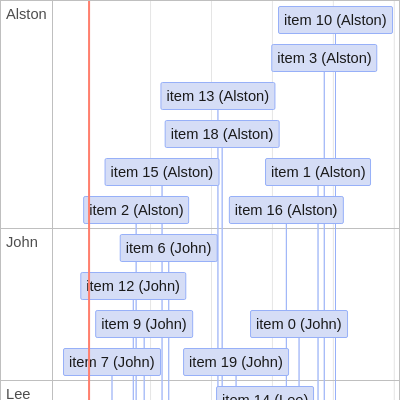 Alston
item 10 (Alston)
item 3 (Alston)
item 13 (Alston)
item 18 (Alston)
item 15 (Alston)
item 1 (Alston)
item 2 (Alston)
item 16 (Alston)
John
item 6 (John)
item 12 (John)
item 9 (John)
item 0 (John)
item 7 (John)
item 19 (John)
Lee
item 14 (Lee)